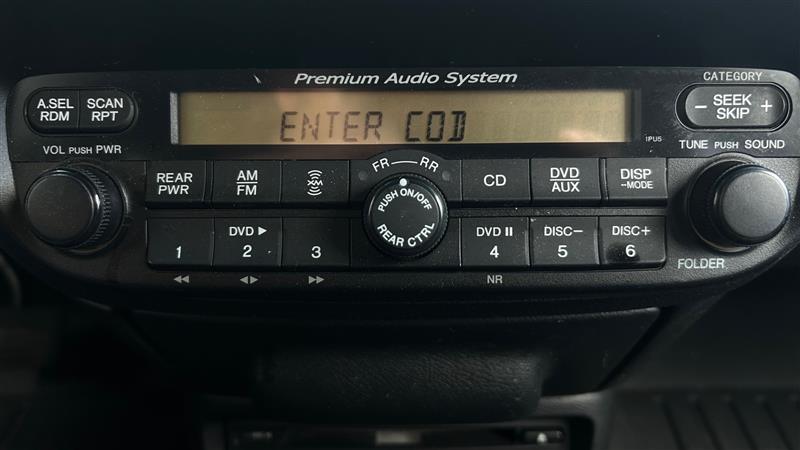 Premium Audio System
CATEGORY
A.SEL
RDM
SCAN
RPT
ENTER COD
1PU5
− SEEK +
SKIP
VOL PUSH PWR
TUNE PUSH SOUND
REAR
PWR
AM
FM
XM
FR RR
CD
DVD
AUX
DISP
--MODE
PUSH ON/OFF
REAR CTRL
1
DVD ▶
2
3
DVD II
4
DISC−
5
DISC+
6
NR
FOLDER